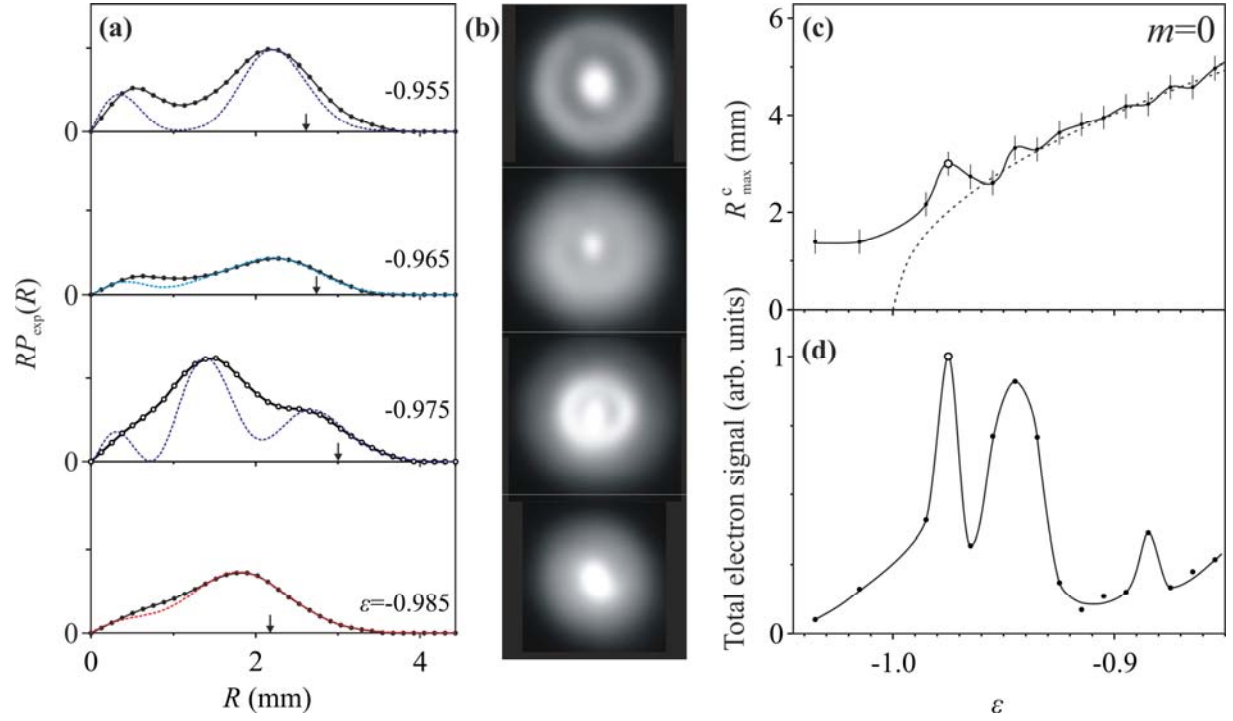 (a)
-0.955
0
-0.965
0
-0.975
0
ε=-0.985
0
RP_exp(R)
0 2 4
R (mm)
(b)
(c)
m=0
6
4
2
0
R^c_max (mm)
(d)
1
0
Total electron signal (arb. units)
-1.0 -0.9
ε